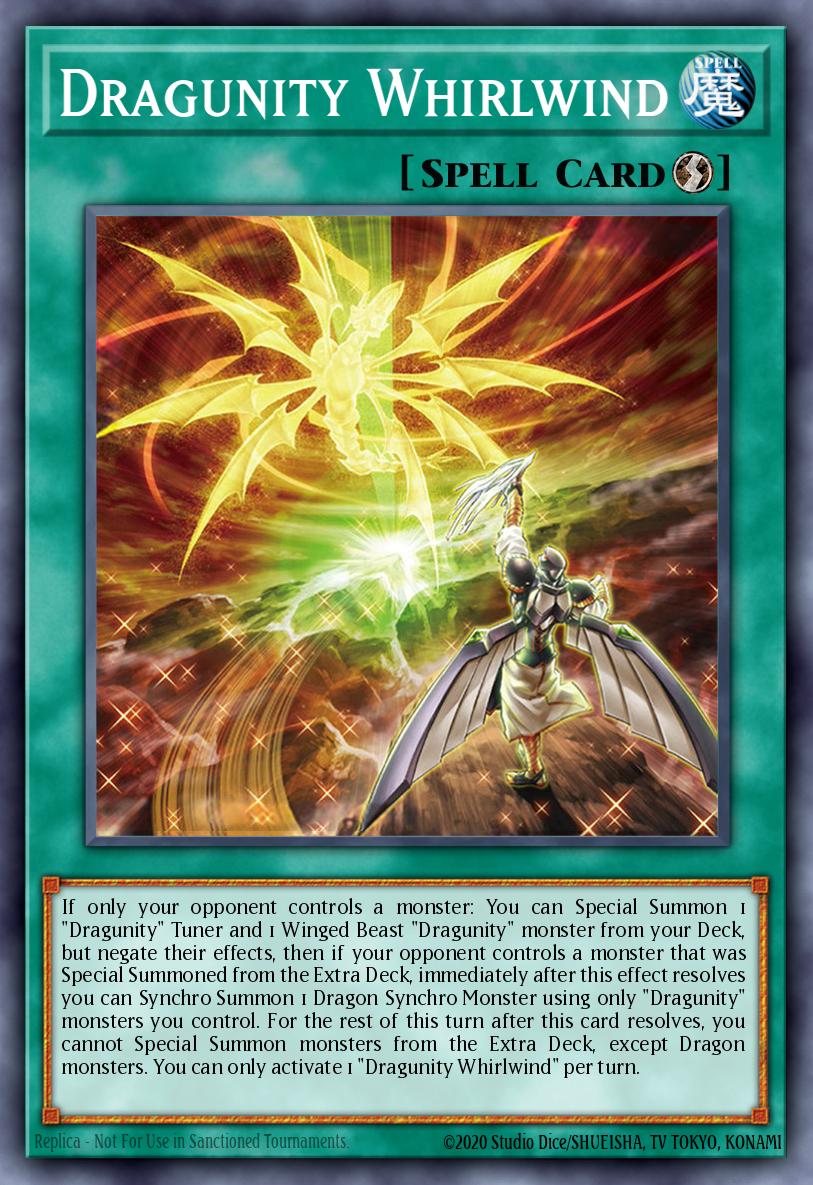 DRAGUNITY WHIRLWIND
SPELL
魔
[SPELL CARD]
If only your opponent controls a monster: You can Special Summon 1
"Dragunity" Tuner and 1 Winged Beast "Dragunity" monster from your Deck,
but negate their effects, then if your opponent controls a monster that was
Special Summoned from the Extra Deck, immediately after this effect resolves
you can Synchro Summon 1 Dragon Synchro Monster using only "Dragunity"
monsters you control. For the rest of this turn after this card resolves, you
cannot Special Summon monsters from the Extra Deck, except Dragon
monsters. You can only activate 1 "Dragunity Whirlwind" per turn.
Replica - Not For Use in Sanctioned Tournaments.
©2020 Studio Dice/SHUEISHA, TV TOKYO, KONAMI